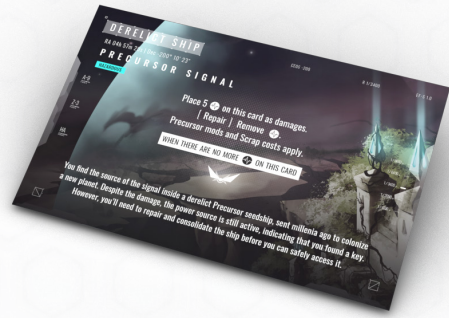 DERELICT SHIP
PRECURSOR SIGNAL
HAZARDOUS
Place 5 on this card as damages.
[ Repair ] Remove .
Precursor mods and Scrap costs apply.
WHEN THERE ARE NO MORE ON THIS CARD
You find the source of the signal inside a derelict Precursor seedship, sent millenia ago to colonize
a new planet. Despite the damage, the power source is still active, indicating that you found a key.
However, you'll need to repair and consolidate the ship before you can safely access it.